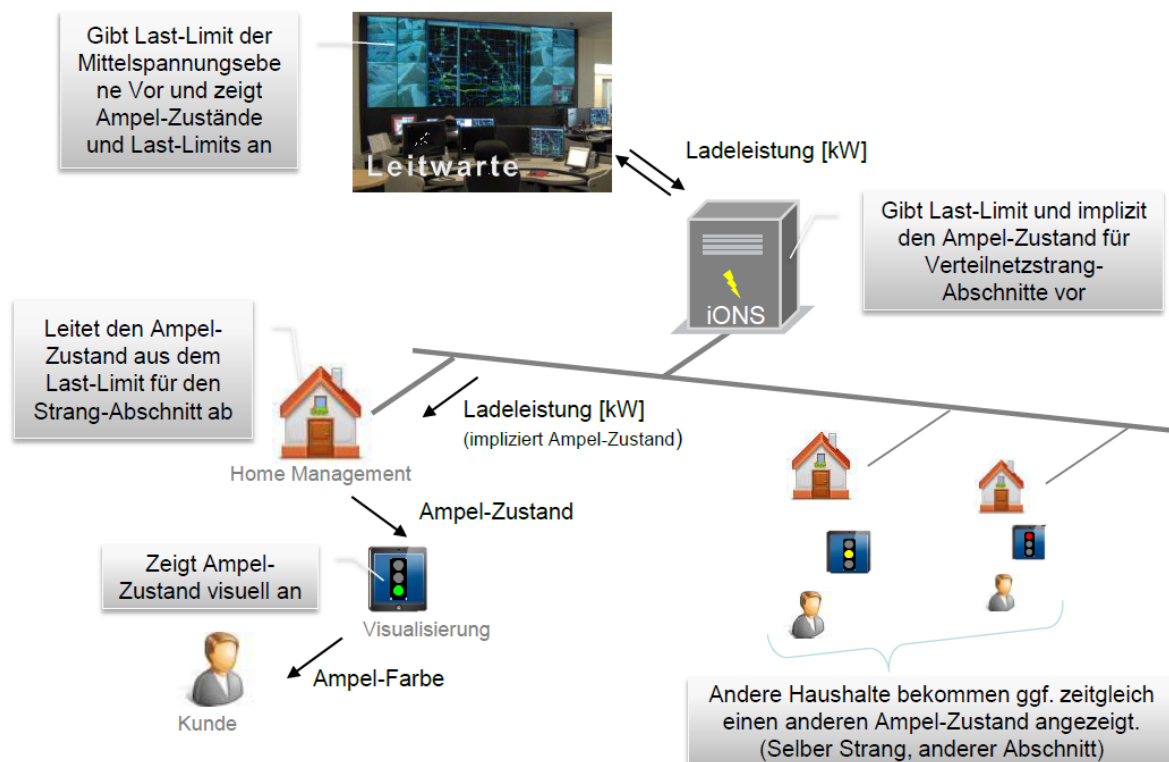 Gibt Last-Limit der
Mittelspannungsebe
ne Vor und zeigt
Ampel-Zustände
und Last-Limits an
Leitwarte
Ladeleistung [kW]
Gibt Last-Limit und implizit
den Ampel-Zustand für
Verteilnetzstrang-
Abschnitte vor
iONS
Leitet den Ampel-
Zustand aus dem
Last-Limit für den
Strang-Abschnitt ab
Ladeleistung [kW]
(impliziert Ampel-Zustand)
Home Management
Ampel-Zustand
Zeigt Ampel-
Zustand visuell an
Visualisierung
Ampel-Farbe
Kunde
Andere Haushalte bekommen ggf. zeitgleich
einen anderen Ampel-Zustand angezeigt.
(Selber Strang, anderer Abschnitt)